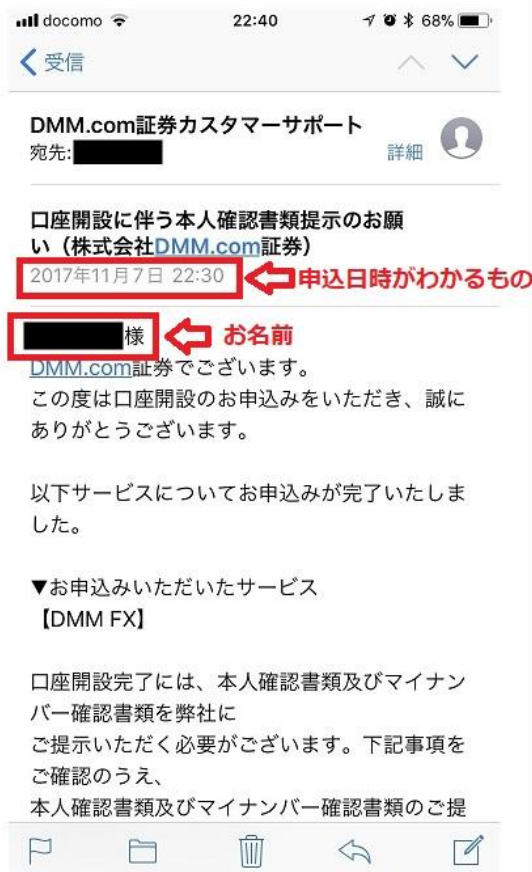 docomo 22:40 68%
受信
DMM.com証券カスタマーサポート
宛先:
詳細
口座開設に伴う本人確認書類提示のお願
い（株式会社DMM.com証券）
2017年11月7日 22:30 申込日時がわかるもの
様 お名前
DMM.com証券でございます。
この度は口座開設のお申込みをいただき、誠に
ありがとうございます。
以下サービスについてお申込みが完了いたしま
した。
▼お申込みいただいたサービス
【DMM FX】
口座開設完了には、本人確認書類及びマイナン
バー確認書類を弊社に
ご提示いただく必要がございます。下記事項を
ご確認のうえ、
本人確認書類及びマイナンバー確認書類のご提